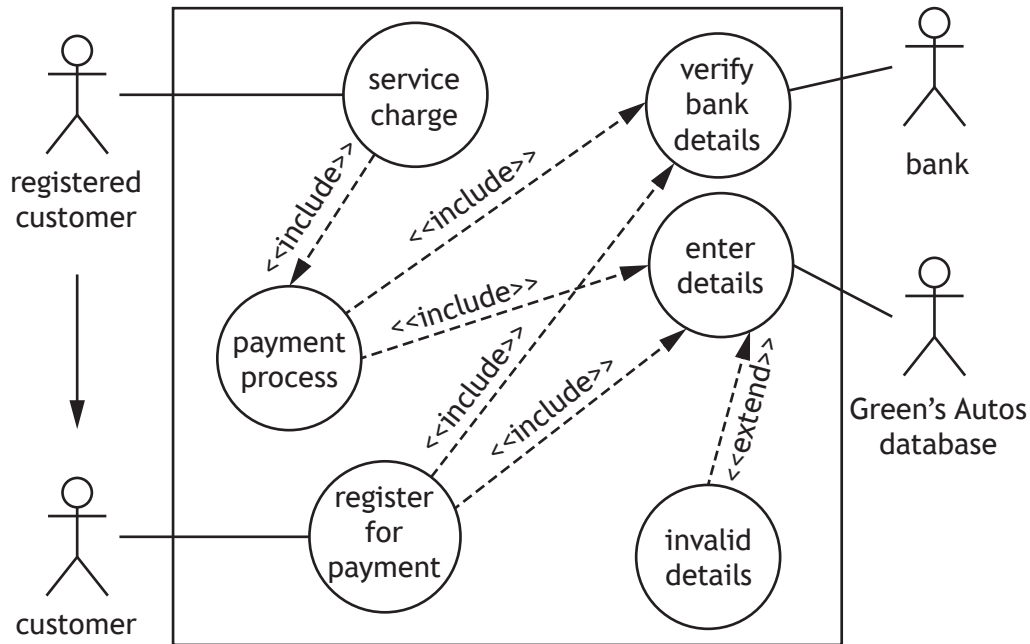 service
charge
verify
bank
details
registered
customer
bank
<<include>>
<<include>>
enter
details
<<include>>
payment
process
<<include>>
<<include>>
<<extend>>
Green’s Autos
database
register
for
payment
invalid
details
customer